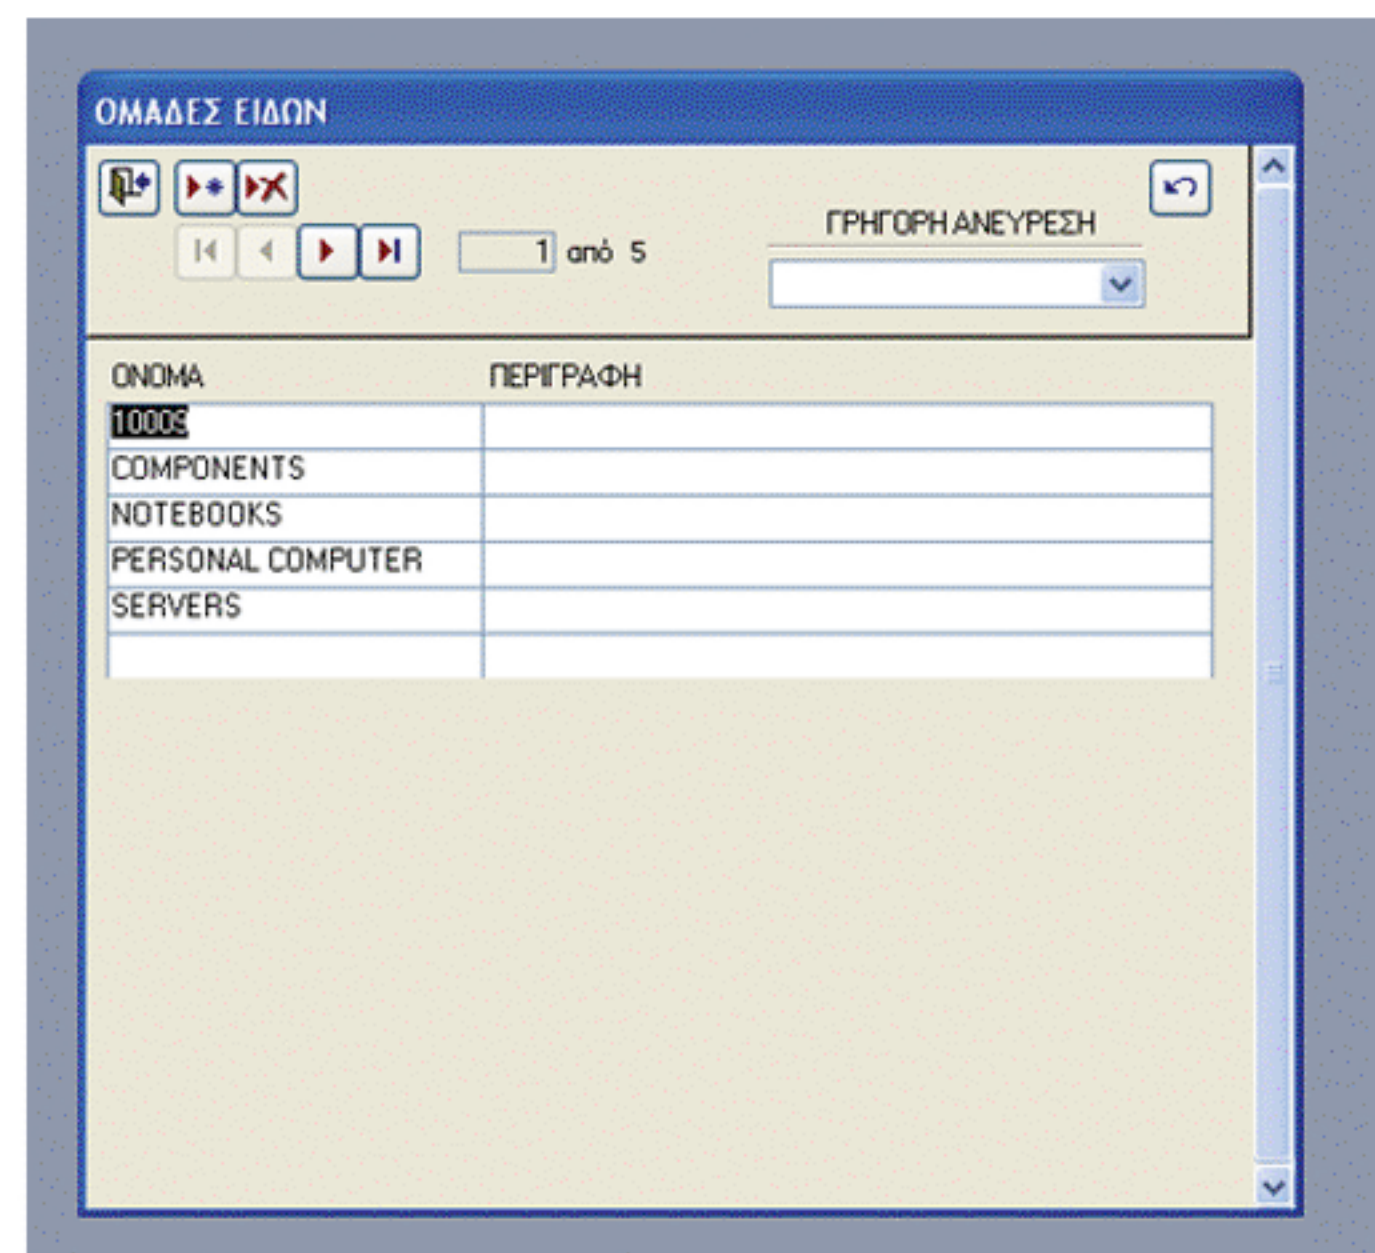 ΟΜΑΔΕΣ ΕΙΔΩΝ
ΓΡΗΓΟΡΗ ΑΝΕΥΡΕΣΗ
1 από 5
ΟΝΟΜΑ ΠΕΡΙΓΡΑΦΗ
COMPONENTS
NOTEBOOKS
PERSONAL COMPUTER
SERVERS